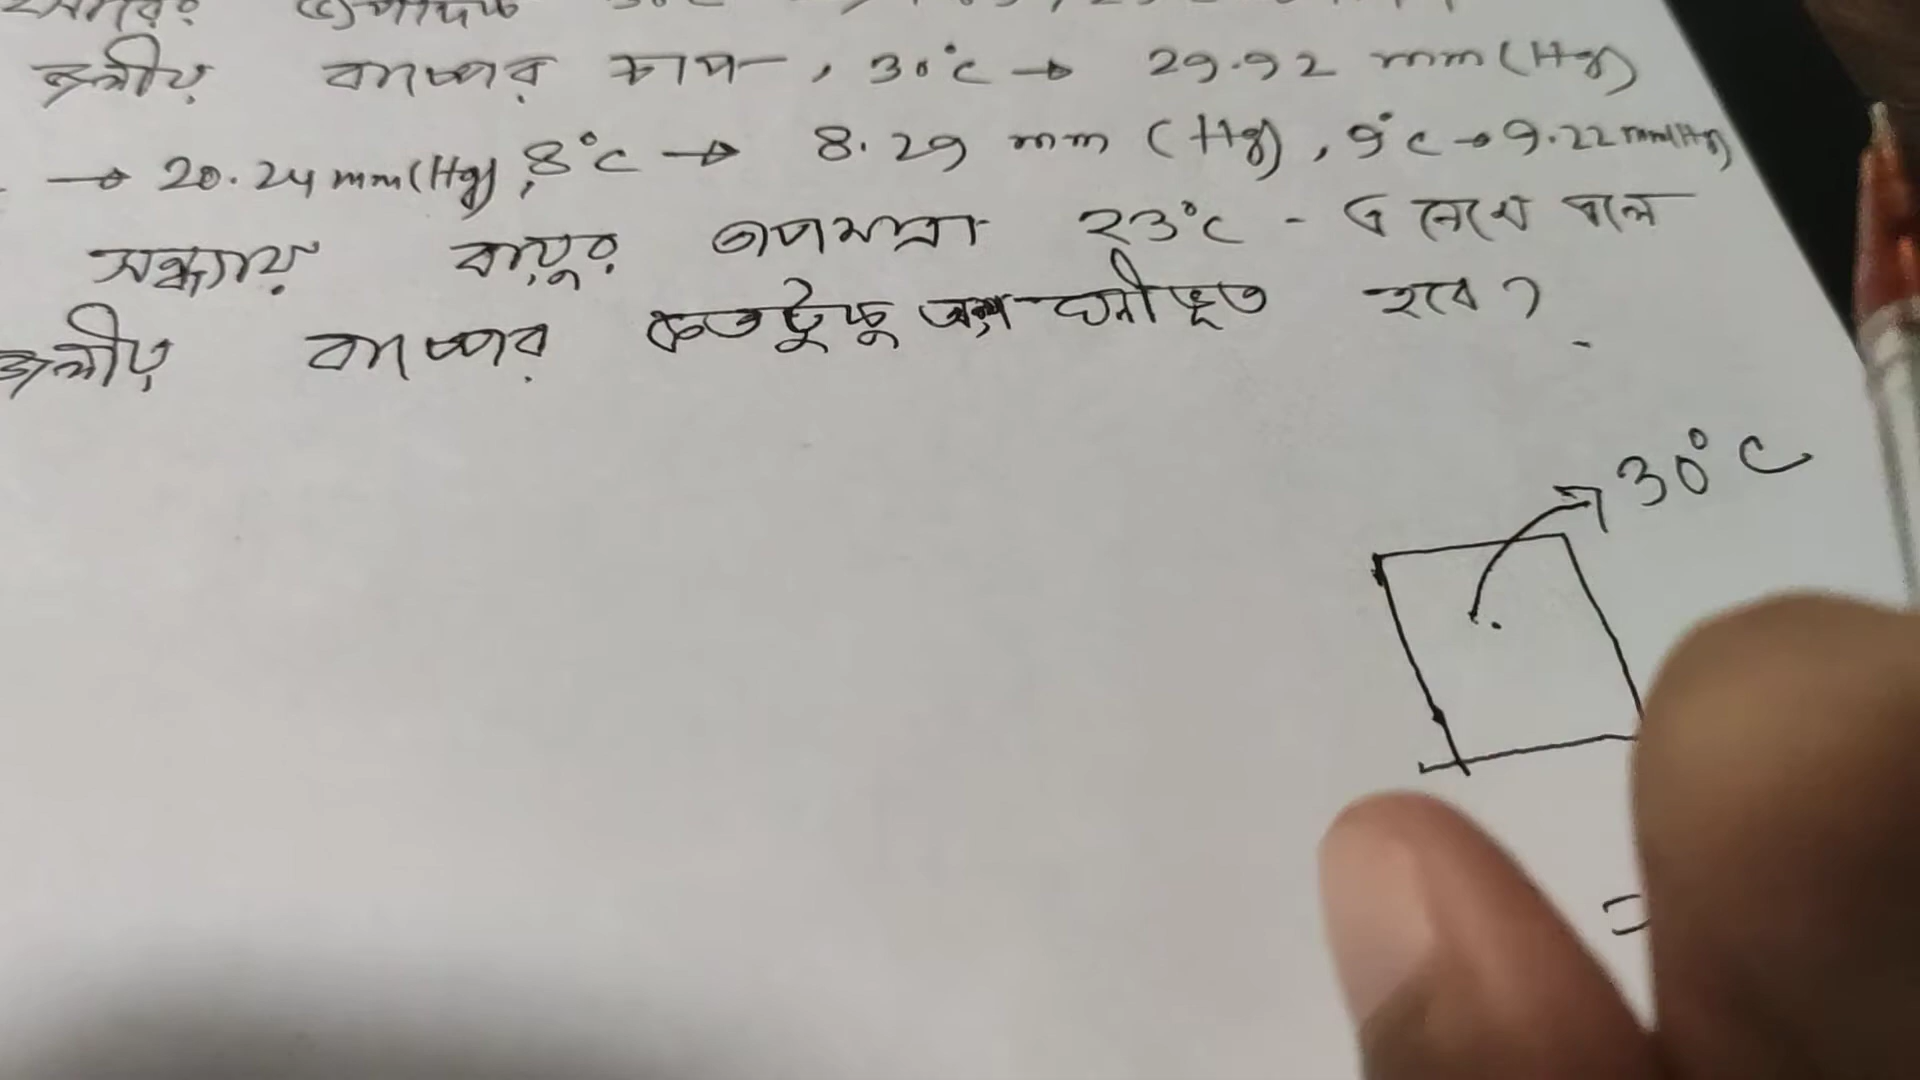 জলীয় বাষ্পের চাপ, 30°C → 29.92 mm (Hg)
→ 20.24 mm (Hg), 8°C → 8.29 mm (Hg), 9°C → 9.22 mm (Hg)
সন্ধ্যায় বায়ুর তাপমাত্রা 23°C - এ নেমে গেলে
জলীয় বাষ্পের কতটুকু অংশ ঘনীভূত হবে?
30°C
=